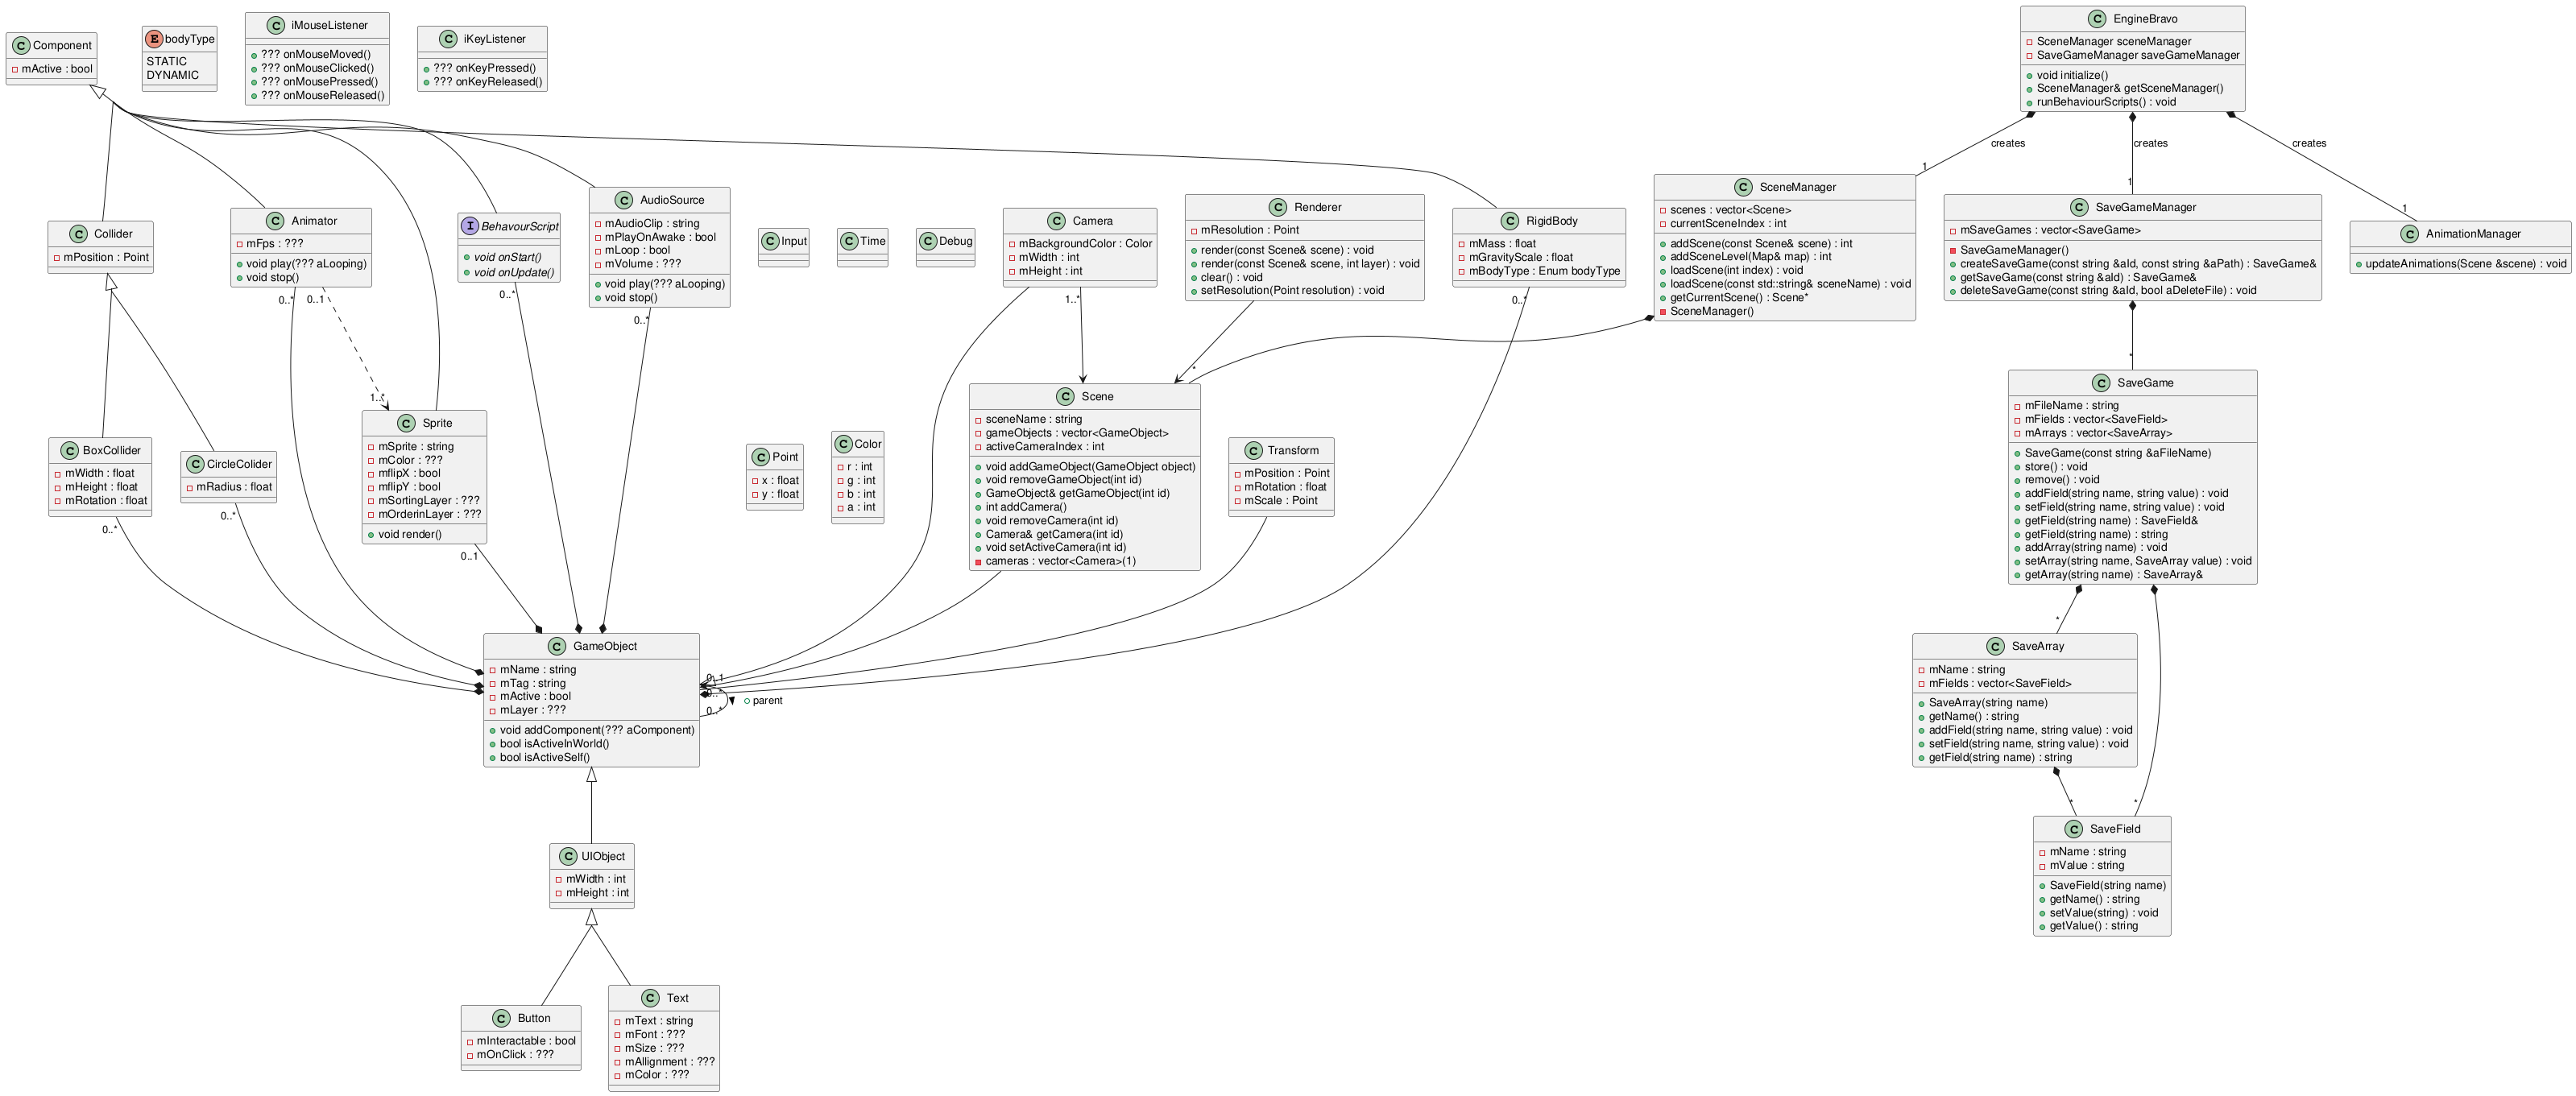 Component
mActive : bool
bodyType
STATIC
DYNAMIC
iMouseListener
??? onMouseMoved()
??? onMouseClicked()
??? onMousePressed()
??? onMouseReleased()
iKeyListener
??? onKeyPressed()
??? onKeyReleased()
EngineBravo
SceneManager sceneManager
SaveGameManager saveGameManager
void initialize()
SceneManager& getSceneManager()
runBehaviourScripts() : void
creates
creates
creates
1
1
1
Collider
mPosition : Point
Animator
mFps : ???
void play(??? aLooping)
void stop()
0..*
0..1
BehavourScript
void onStart()
void onUpdate()
0..*
AudioSource
mAudioClip : string
mPlayOnAwake : bool
mLoop : bool
mVolume : ???
void play(??? aLooping)
void stop()
0..*
Input
Time
Debug
Camera
mBackgroundColor : Color
mWidth : int
mHeight : int
1..*
Renderer
mResolution : Point
render(const Scene& scene) : void
render(const Scene& scene, int layer) : void
clear() : void
setResolution(Point resolution) : void
RigidBody
mMass : float
mGravityScale : float
mBodyType : Enum bodyType
0..*
SceneManager
scenes : vector<Scene>
currentSceneIndex : int
addScene(const Scene& scene) : int
addSceneLevel(Map& map) : int
loadScene(int index) : void
loadScene(const std::string& sceneName) : void
getCurrentScene() : Scene*
SceneManager()
SaveGameManager
mSaveGames : vector<SaveGame>
SaveGameManager()
createSaveGame(const string &aId, const string &aPath) : SaveGame&
getSaveGame(const string &aId) : SaveGame&
deleteSaveGame(const string &aId, bool aDeleteFile) : void
AnimationManager
updateAnimations(Scene &scene) : void
*
*
1..*
BoxCollider
mWidth : float
mHeight : float
mRotation : float
0..*
CircleColider
mRadius : float
0..*
Sprite
mSprite : string
mColor : ???
mflipX : bool
mflipY : bool
mSortingLayer : ???
mOrderinLayer : ???
void render()
0..1
Point
x : float
y : float
Color
r : int
g : int
b : int
a : int
Scene
sceneName : string
gameObjects : vector<GameObject>
activeCameraIndex : int
void addGameObject(GameObject object)
void removeGameObject(int id)
GameObject& getGameObject(int id)
int addCamera()
void removeCamera(int id)
Camera& getCamera(int id)
void setActiveCamera(int id)
cameras : vector<Camera>(1)
Transform
mPosition : Point
mRotation : float
mScale : Point
SaveGame
mFileName : string
mFields : vector<SaveField>
mArrays : vector<SaveArray>
SaveGame(const string &aFileName)
store() : void
remove() : void
addField(string name, string value) : void
setField(string name, string value) : void
getField(string name) : SaveField&
getField(string name) : string
addArray(string name) : void
setArray(string name, SaveArray value) : void
getArray(string name) : SaveArray&
*
*
GameObject
mName : string
mTag : string
mActive : bool
mLayer : ???
void addComponent(??? aComponent)
bool isActiveInWorld()
bool isActiveSelf()
0..1
0..*
parent
SaveArray
mName : string
mFields : vector<SaveField>
SaveArray(string name)
getName() : string
addField(string name, string value) : void
setField(string name, string value) : void
getField(string name) : string
*
UIObject
mWidth : int
mHeight : int
SaveField
mName : string
mValue : string
SaveField(string name)
getName() : string
setValue(string) : void
getValue() : string
Button
mInteractable : bool
mOnClick : ???
Text
mText : string
mFont : ???
mSize : ???
mAllignment : ???
mColor : ???